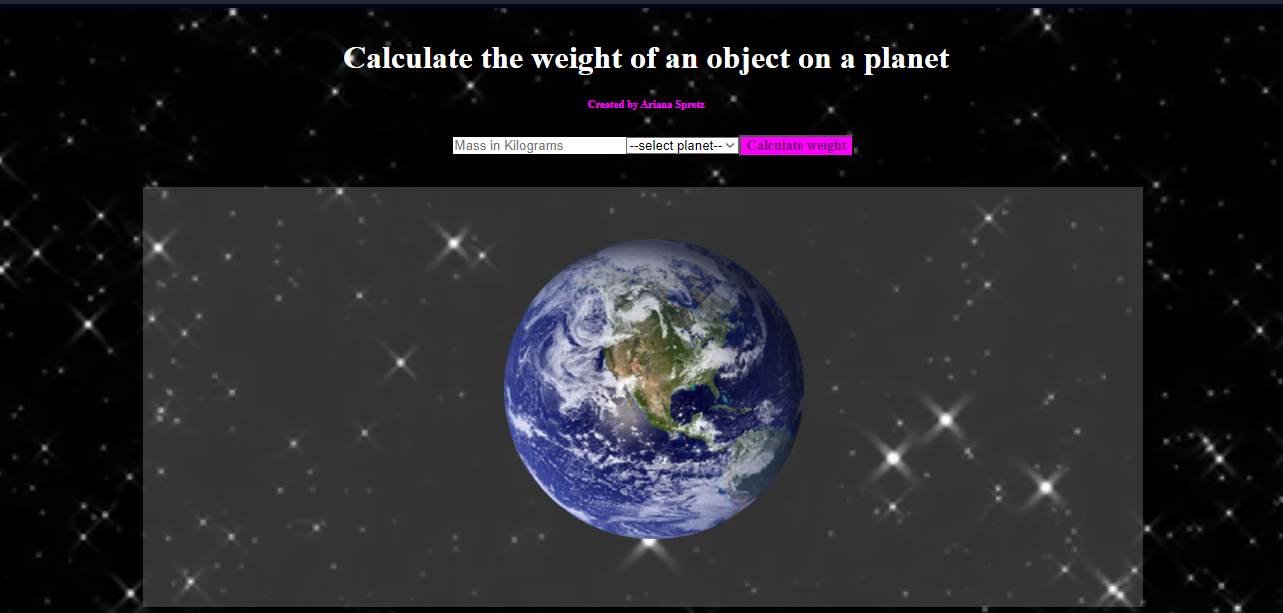 Calculate the weight of an object on a planet
Created by Ariana Spretz
Mass in Kilograms --select planet-- Calculate weight